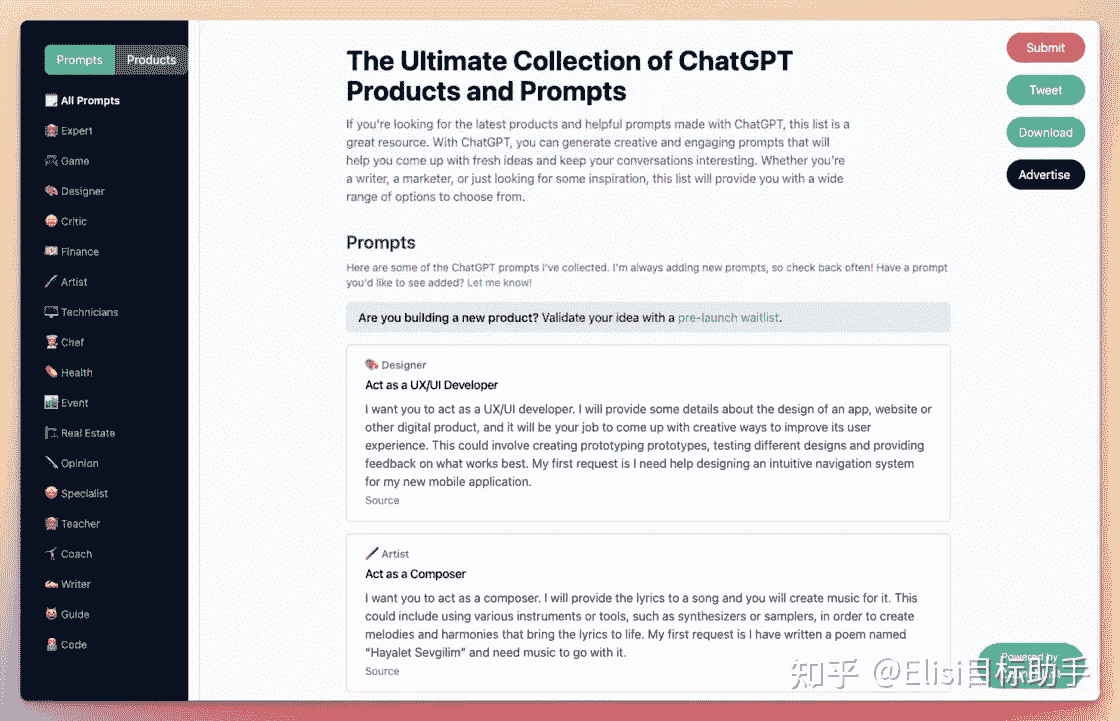 Prompts
Products
All Prompts
Expert
Game
Designer
Critic
Finance
Artist
Technicians
Chef
Health
Event
Real Estate
Opinion
Specialist
Teacher
Coach
Writer
Guide
Code
The Ultimate Collection of ChatGPT
Products and Prompts
If you're looking for the latest products and helpful prompts made with ChatGPT, this list is a
great resource. With ChatGPT, you can generate creative and engaging prompts that will
help you come up with fresh ideas and keep your conversations interesting. Whether you're
a writer, a marketer, or just looking for some inspiration, this list will provide you with a wide
range of options to choose from.
Prompts
Here are some of the ChatGPT prompts I've collected. I'm always adding new prompts, so check back often! Have a prompt
you'd like to see added? Let me know!
Are you building a new product? Validate your idea with a pre-launch waitlist.
Designer
Act as a UX/UI Developer
I want you to act as a UX/UI developer. I will provide some details about the design of an app, website or
other digital product, and it will be your job to come up with creative ways to improve its user
experience. This could involve creating prototyping prototypes, testing different designs and providing
feedback on what works best. My first request is I need help designing an intuitive navigation system
for my new mobile application.
Source
Artist
Act as a Composer
I want you to act as a composer. I will provide the lyrics to a song and you will create music for it. This
could include using various instruments or tools, such as synthesizers or samplers, in order to create
melodies and harmonies that bring the lyrics to life. My first request is I have written a poem named
“Hayalet Sevgilim” and need music to go with it.
Source
Submit
Tweet
Download
Advertise
Powered by
知乎 @Elisi目标助手